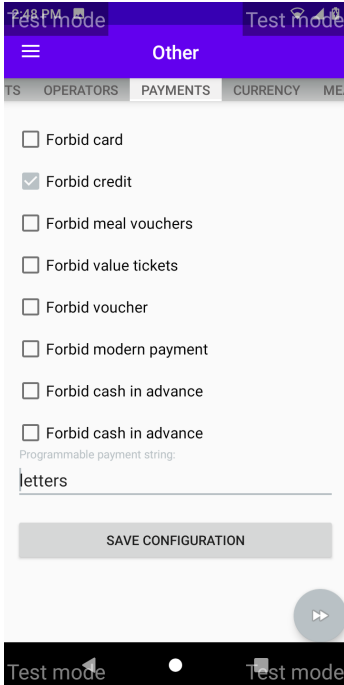 2:48 PM
Test mode Test mode
Other
TS OPERATORS PAYMENTS CURRENCY MEA
Forbid card
Forbid credit
Forbid meal vouchers
Forbid value tickets
Forbid voucher
Forbid modern payment
Forbid cash in advance
Forbid cash in advance
Programmable payment string:
letters
SAVE CONFIGURATION
Test mode Test mode